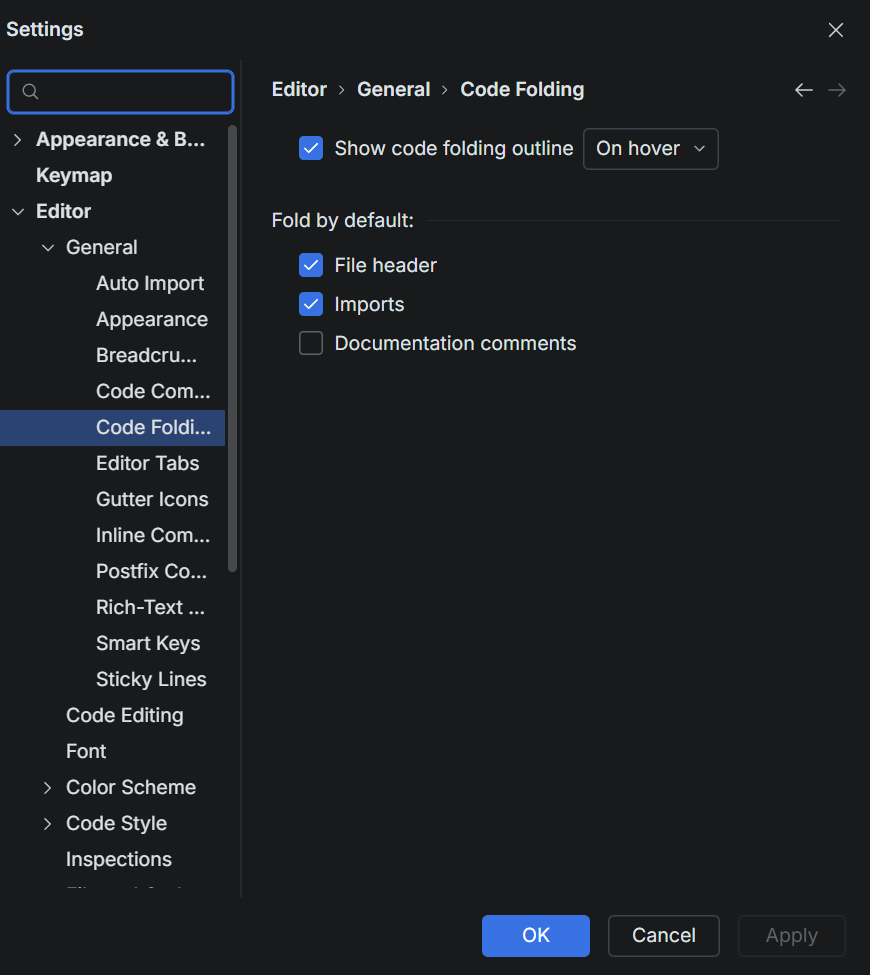 Settings
Editor › General › Code Folding
Appearance & B...
Keymap
Editor
General
Auto Import
Appearance
Breadcru...
Code Com...
Code Foldi...
Editor Tabs
Gutter Icons
Inline Com...
Postfix Co...
Rich-Text ...
Smart Keys
Sticky Lines
Code Editing
Font
Color Scheme
Code Style
Inspections
Show code folding outline On hover
Fold by default:
File header
Imports
Documentation comments
OK Cancel Apply